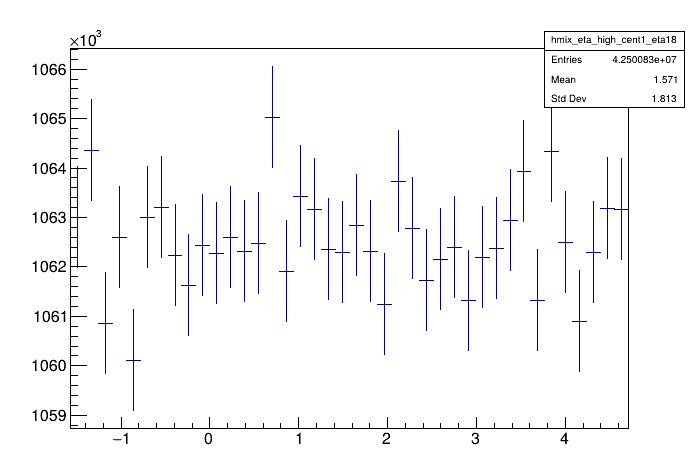 ×10³
hmix_eta_high_cent1_eta18
Entries 4.250083e+07
Mean 1.571
Std Dev 1.813
1066
1065
1064
1063
1062
1061
1060
1059
−1 0 1 2 3 4